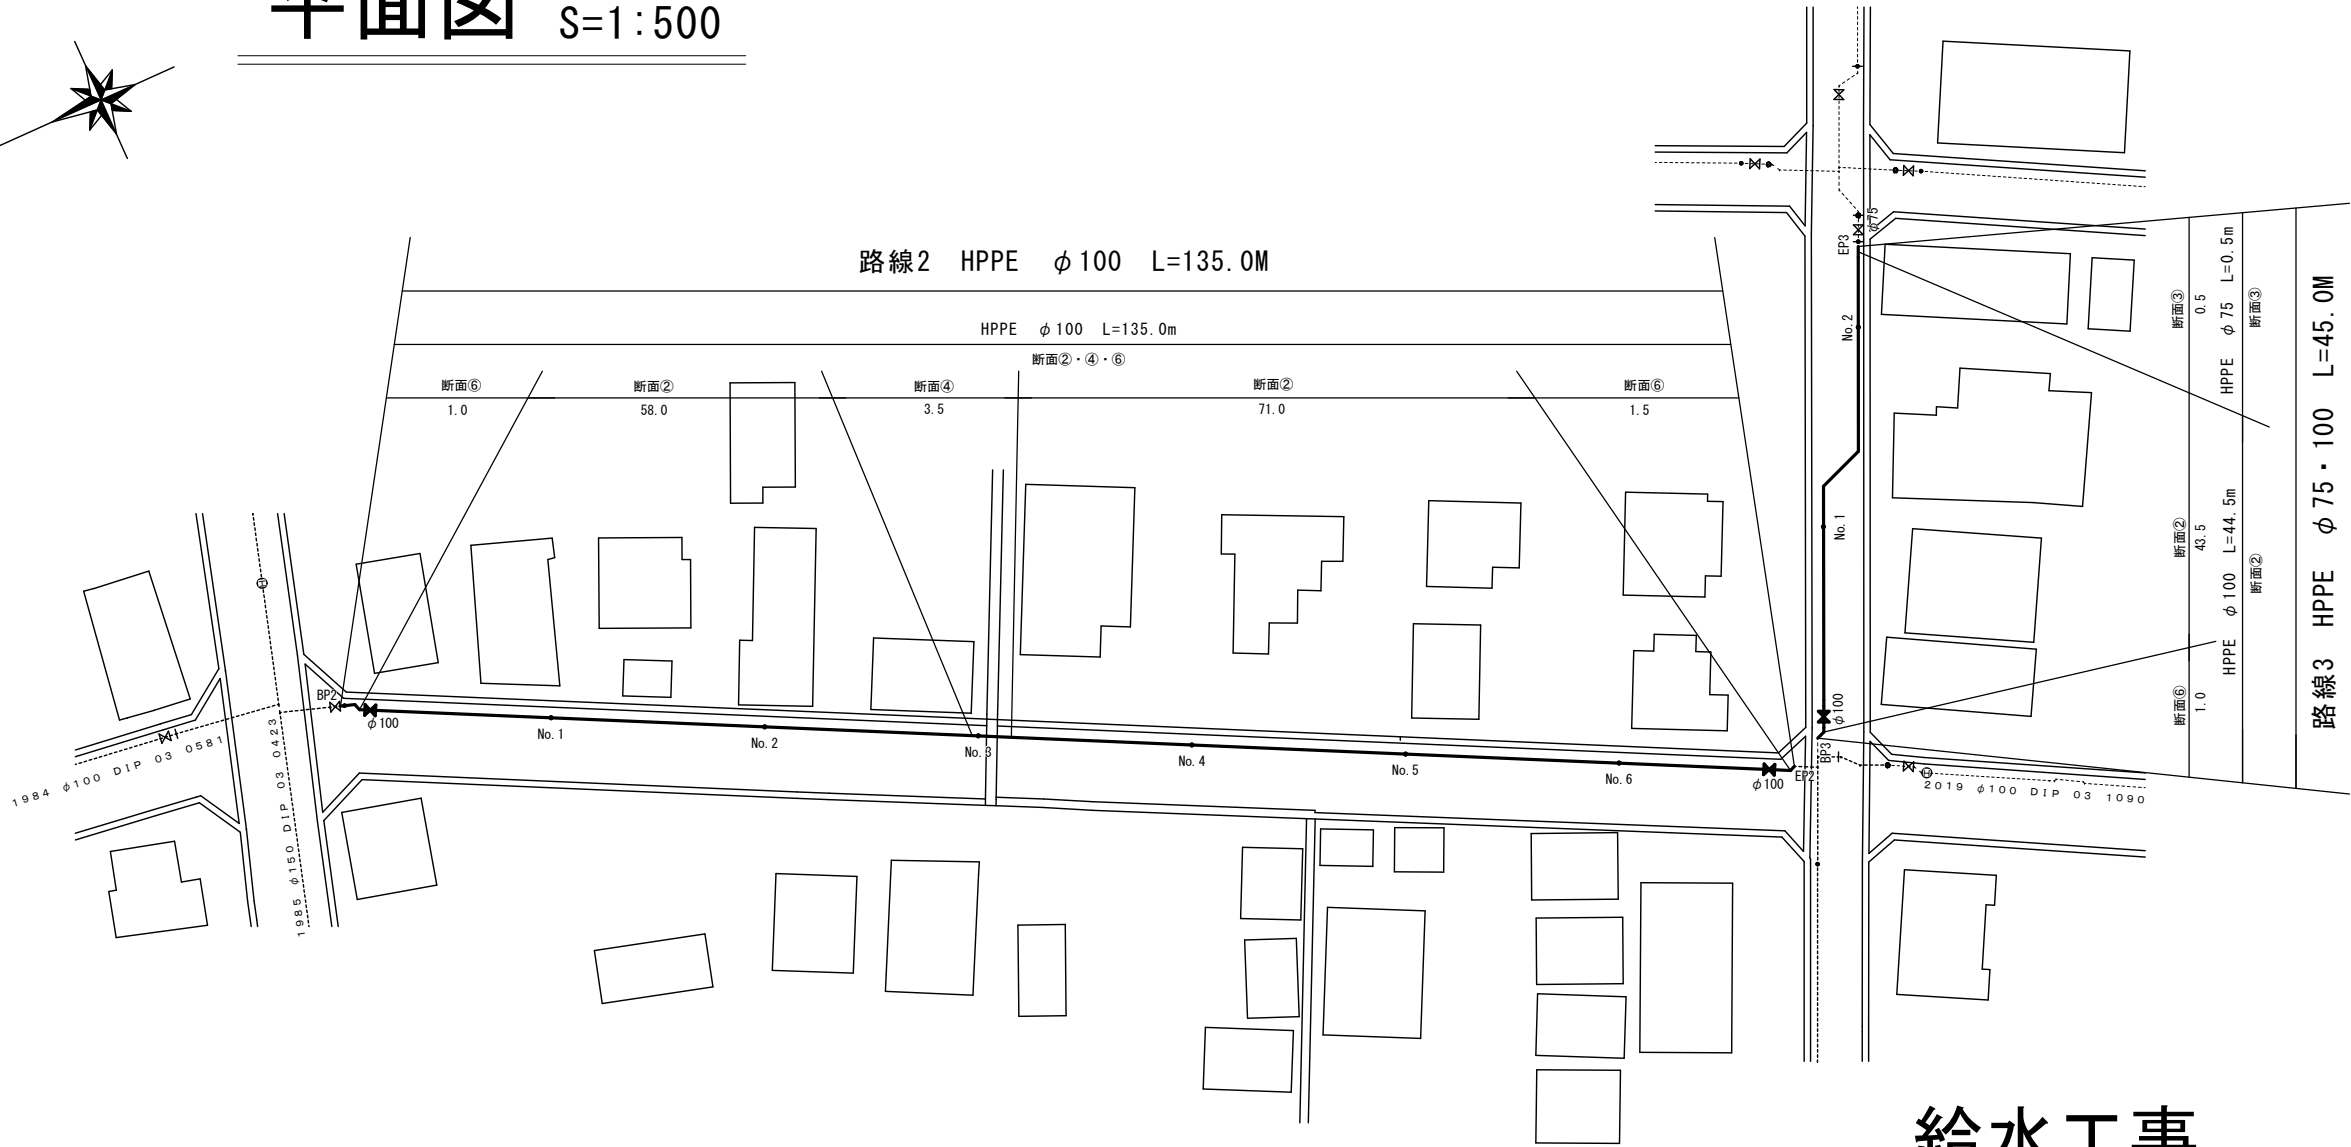 平面図 S=1:500
路線2 HPPE φ100 L=135.0M
HPPE φ100 L=135.0m
断面②・④・⑥
断面⑥ 断面② 断面④ 断面② 断面⑥
1.0 58.0 3.5 71.0 1.5
BP2
φ100
No.1
No.2
No.3
No.4
No.5
No.6
φ100
EP2
BP3
φ100
No.1
No.2
EP3
φ75
断面③
0.5
HPPE φ75 L=0.5m
断面③
断面②
43.5
HPPE φ100 L=44.5m
断面②
断面⑥
1.0
路線3 HPPE φ75・100 L=45.0M
H
1984 φ100 DIP 03 0581
1985 φ150 DIP 03 0423
H
2019 φ100 DIP 03 1090
給水工事